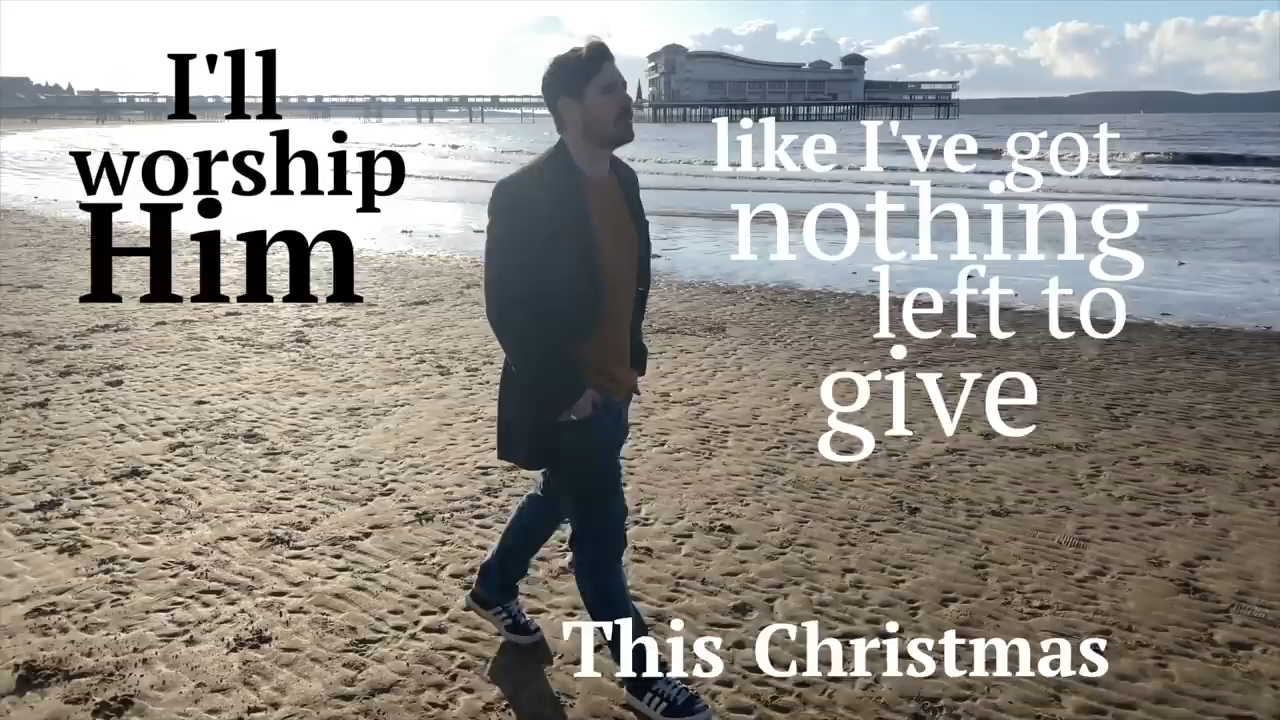 I'll
worship
Him
like I've got
nothing
left to
give
This Christmas